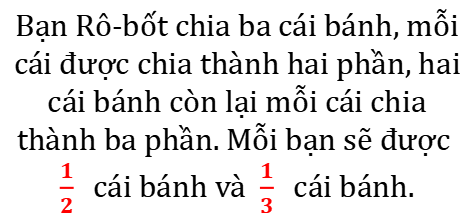 Bạn Rô-bốt chia ba cái bánh, mỗi
cái được chia thành hai phần, hai
cái bánh còn lại mỗi cái chia
thành ba phần. Mỗi bạn sẽ được
1/2 cái bánh và 1/3 cái bánh.